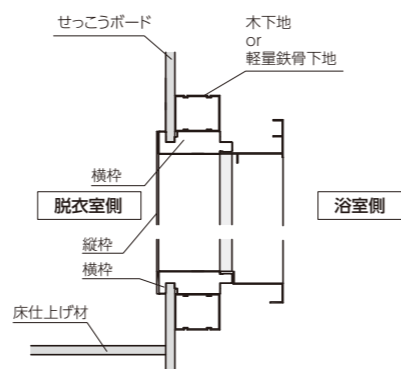 せっこうボード
木下地
or
軽量鉄骨下地
横枠
脱衣室側
浴室側
縦枠
横枠
床仕上げ材